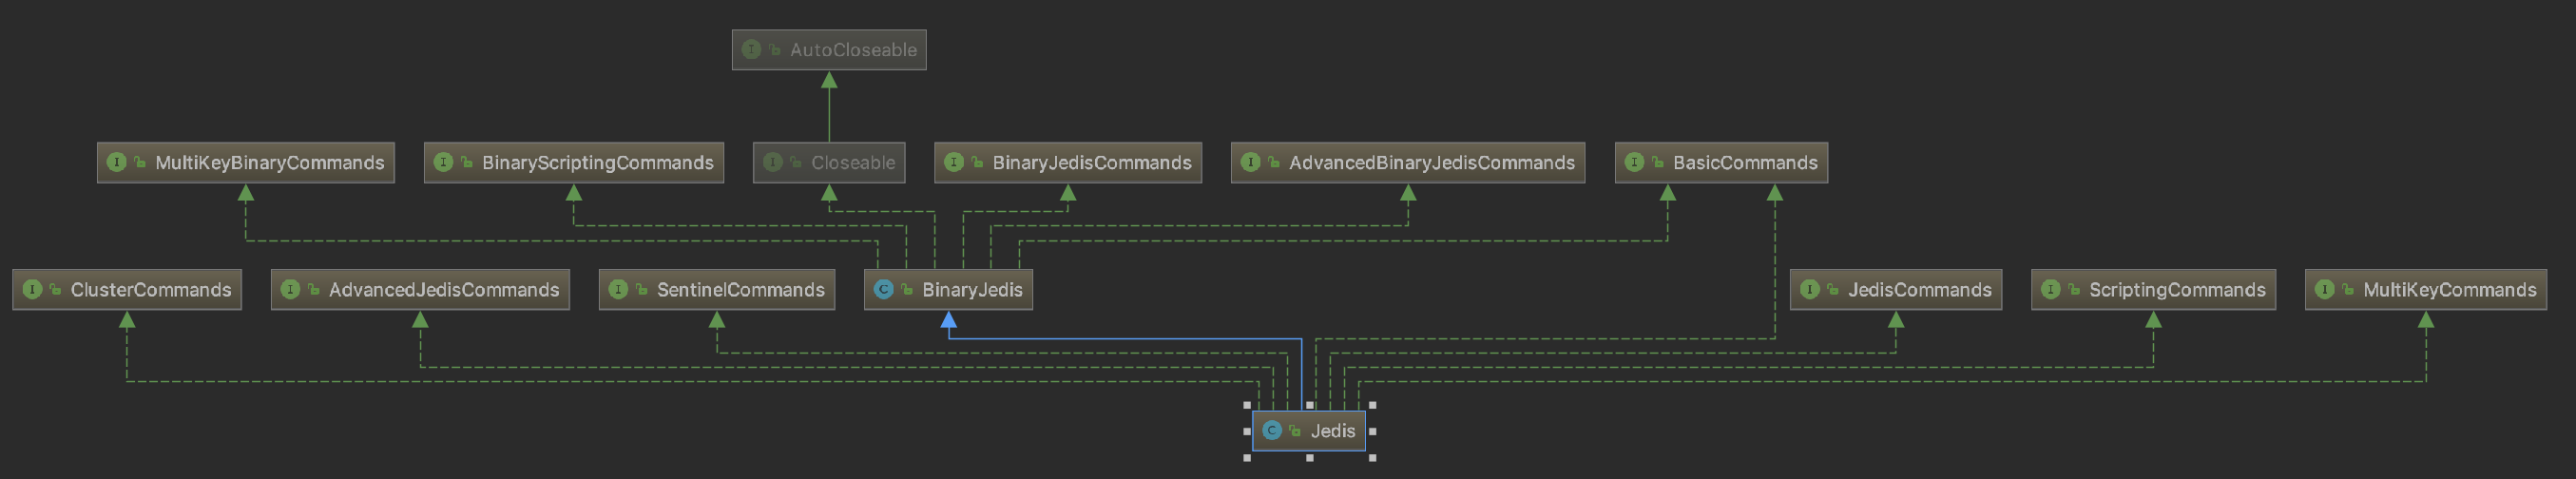 AutoCloseable
MultiKeyBinaryCommands
BinaryScriptingCommands
Closeable
BinaryJedisCommands
AdvancedBinaryJedisCommands
BasicCommands
ClusterCommands
AdvancedJedisCommands
SentinelCommands
BinaryJedis
JedisCommands
ScriptingCommands
MultiKeyCommands
Jedis